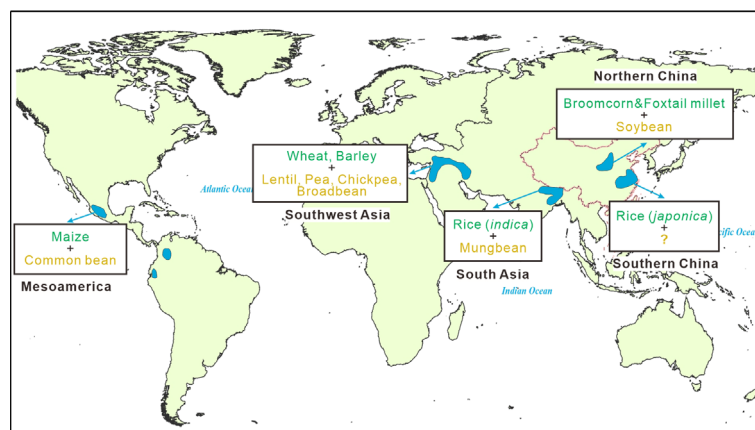 Northern China
Broomcorn&Foxtail millet
+
Soybean
Wheat, Barley
+
Lentil, Pea, Chickpea,
Broadbean
Southwest Asia
Atlantic Ocean
Maize
+
Common bean
Mesoamerica
Rice (indica)
+
Mungbean
South Asia
Indian Ocean
Rice (japonica)
+
?
Southern China